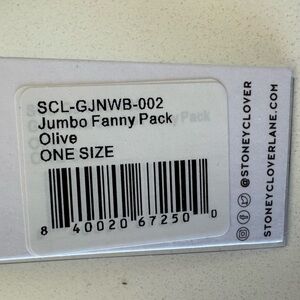 SCL-GJNWB-002
Jumbo Fanny Pack
Olive
ONE SIZE
8 40020 67250 0
@STONEYCLOVER
STONEYCLOVERLANE.COM